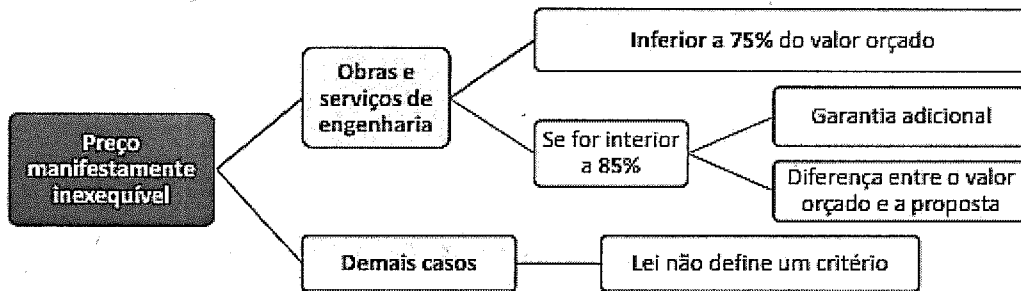 Inferior a 75% do valor orçado
Obras e
serviços de
engenharia
Garantia adicional
Preço
manifestamente
inexequível
Se for interior
a 85%
Diferença entre o valor
orçado e a proposta
Demais casos
Lei não define um critério